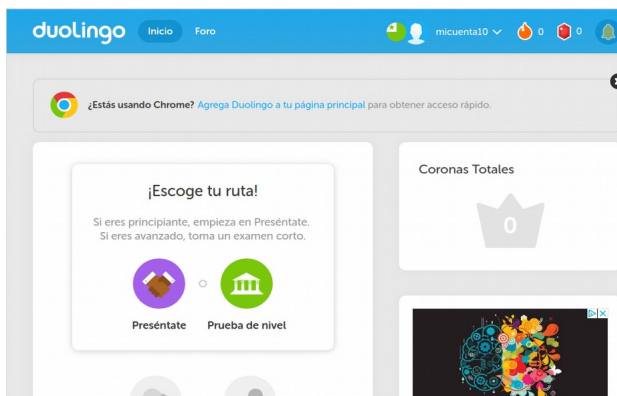 duolingo Inicio Foro micuenta10 0 0
¿Estás usando Chrome? Agrega Duolingo a tu página principal para obtener acceso rápido.
¡Escoge tu ruta!
Si eres principiante, empieza en Preséntate.
Si eres avanzado, toma un examen corto.
o
Preséntate Prueba de nivel
Coronas Totales
0